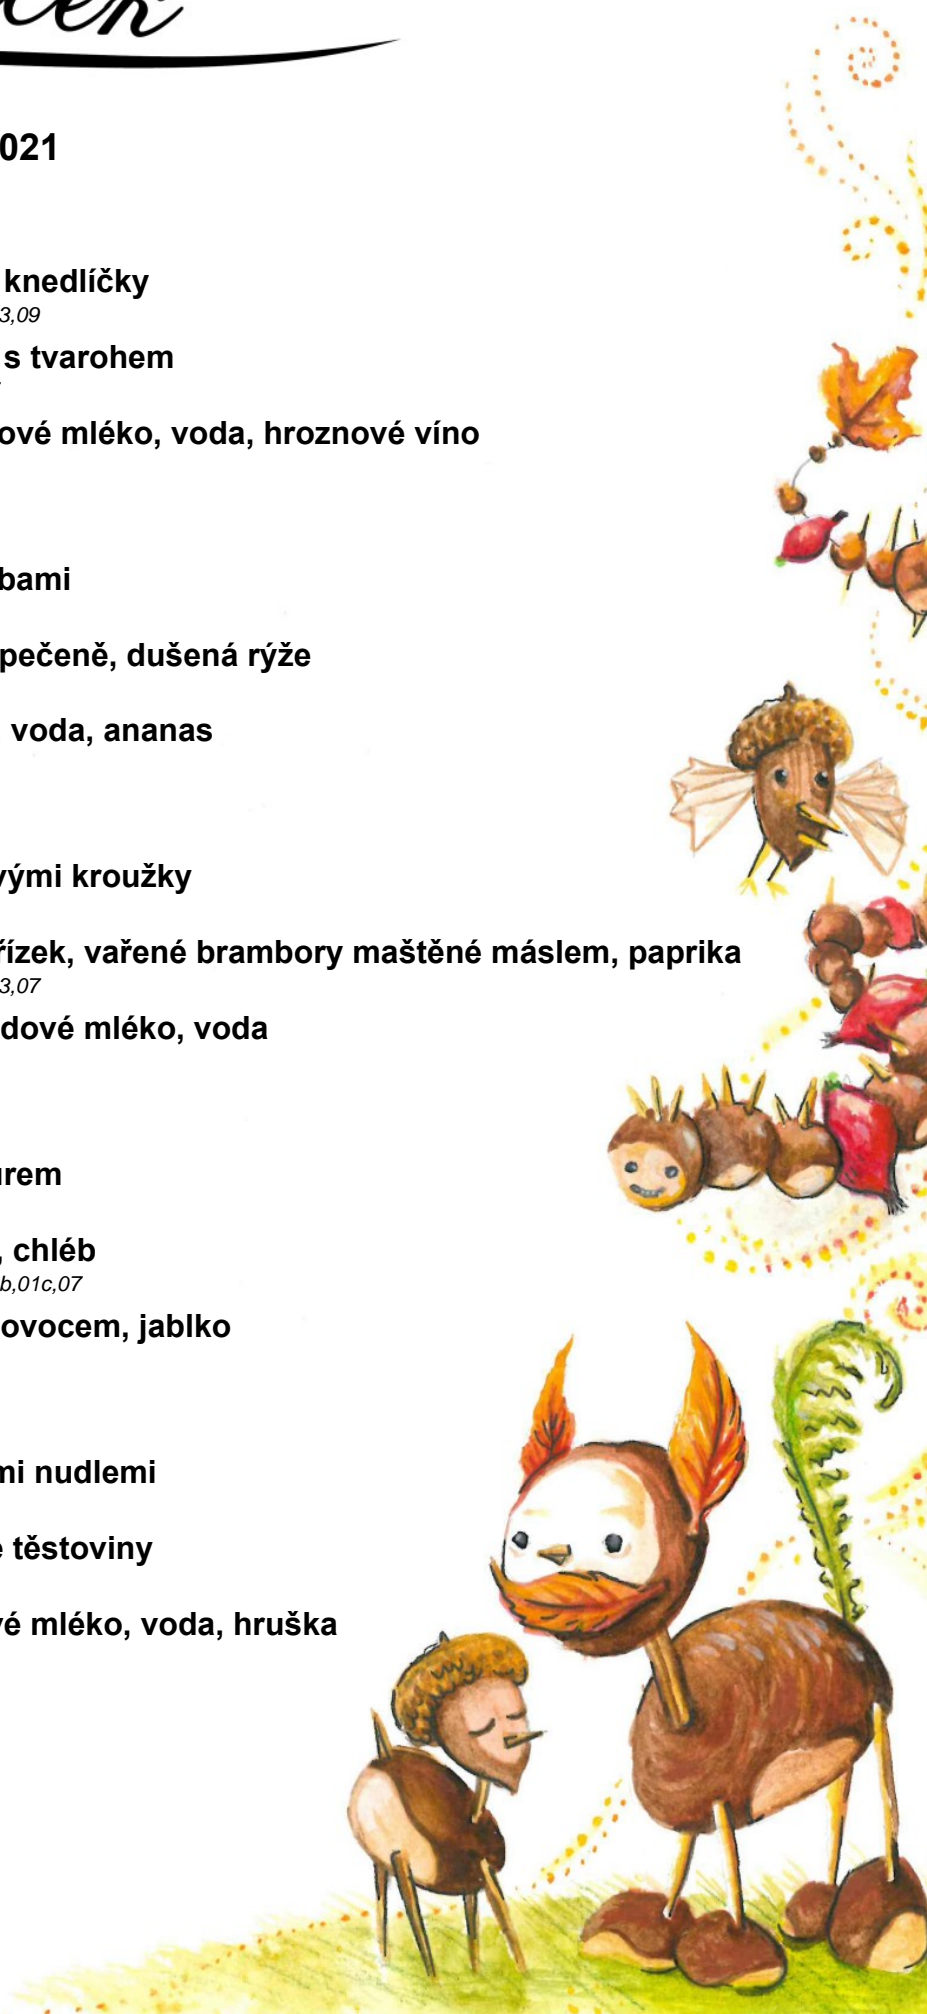 021
knedlíčky
3,09
s tvarohem
ové mléko, voda, hroznové víno
bami
pečeně, dušená rýže
voda, ananas
vými kroužky
řízek, vařené brambory maštěné máslem, paprika
3,07
dové mléko, voda
urem
, chléb
b,01c,07
ovocem, jablko
mi nudlemi
e těstoviny
vé mléko, voda, hruška